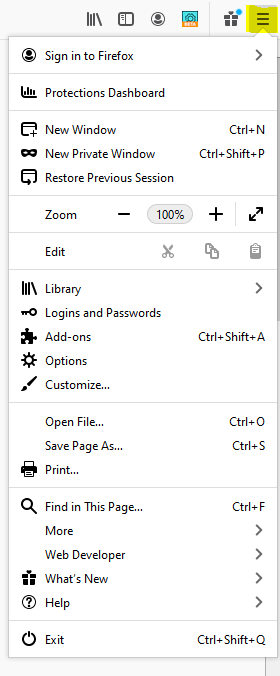 BETA
Sign in to Firefox
Protections Dashboard
New Window Ctrl+N
New Private Window Ctrl+Shift+P
Restore Previous Session
Zoom 100%
Edit
Library
Logins and Passwords
Add-ons Ctrl+Shift+A
Options
Customize...
Open File... Ctrl+O
Save Page As... Ctrl+S
Print...
Find in This Page... Ctrl+F
More
Web Developer
What's New
Help
Exit Ctrl+Shift+Q